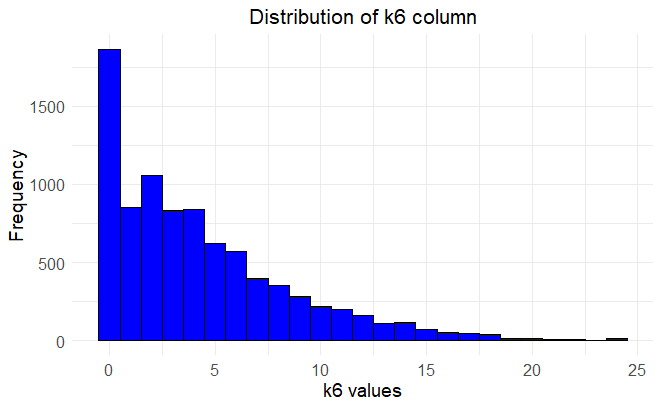 Distribution of k6 column
Frequency
1500
1000
500
0
0 5 10 15 20 25
k6 values